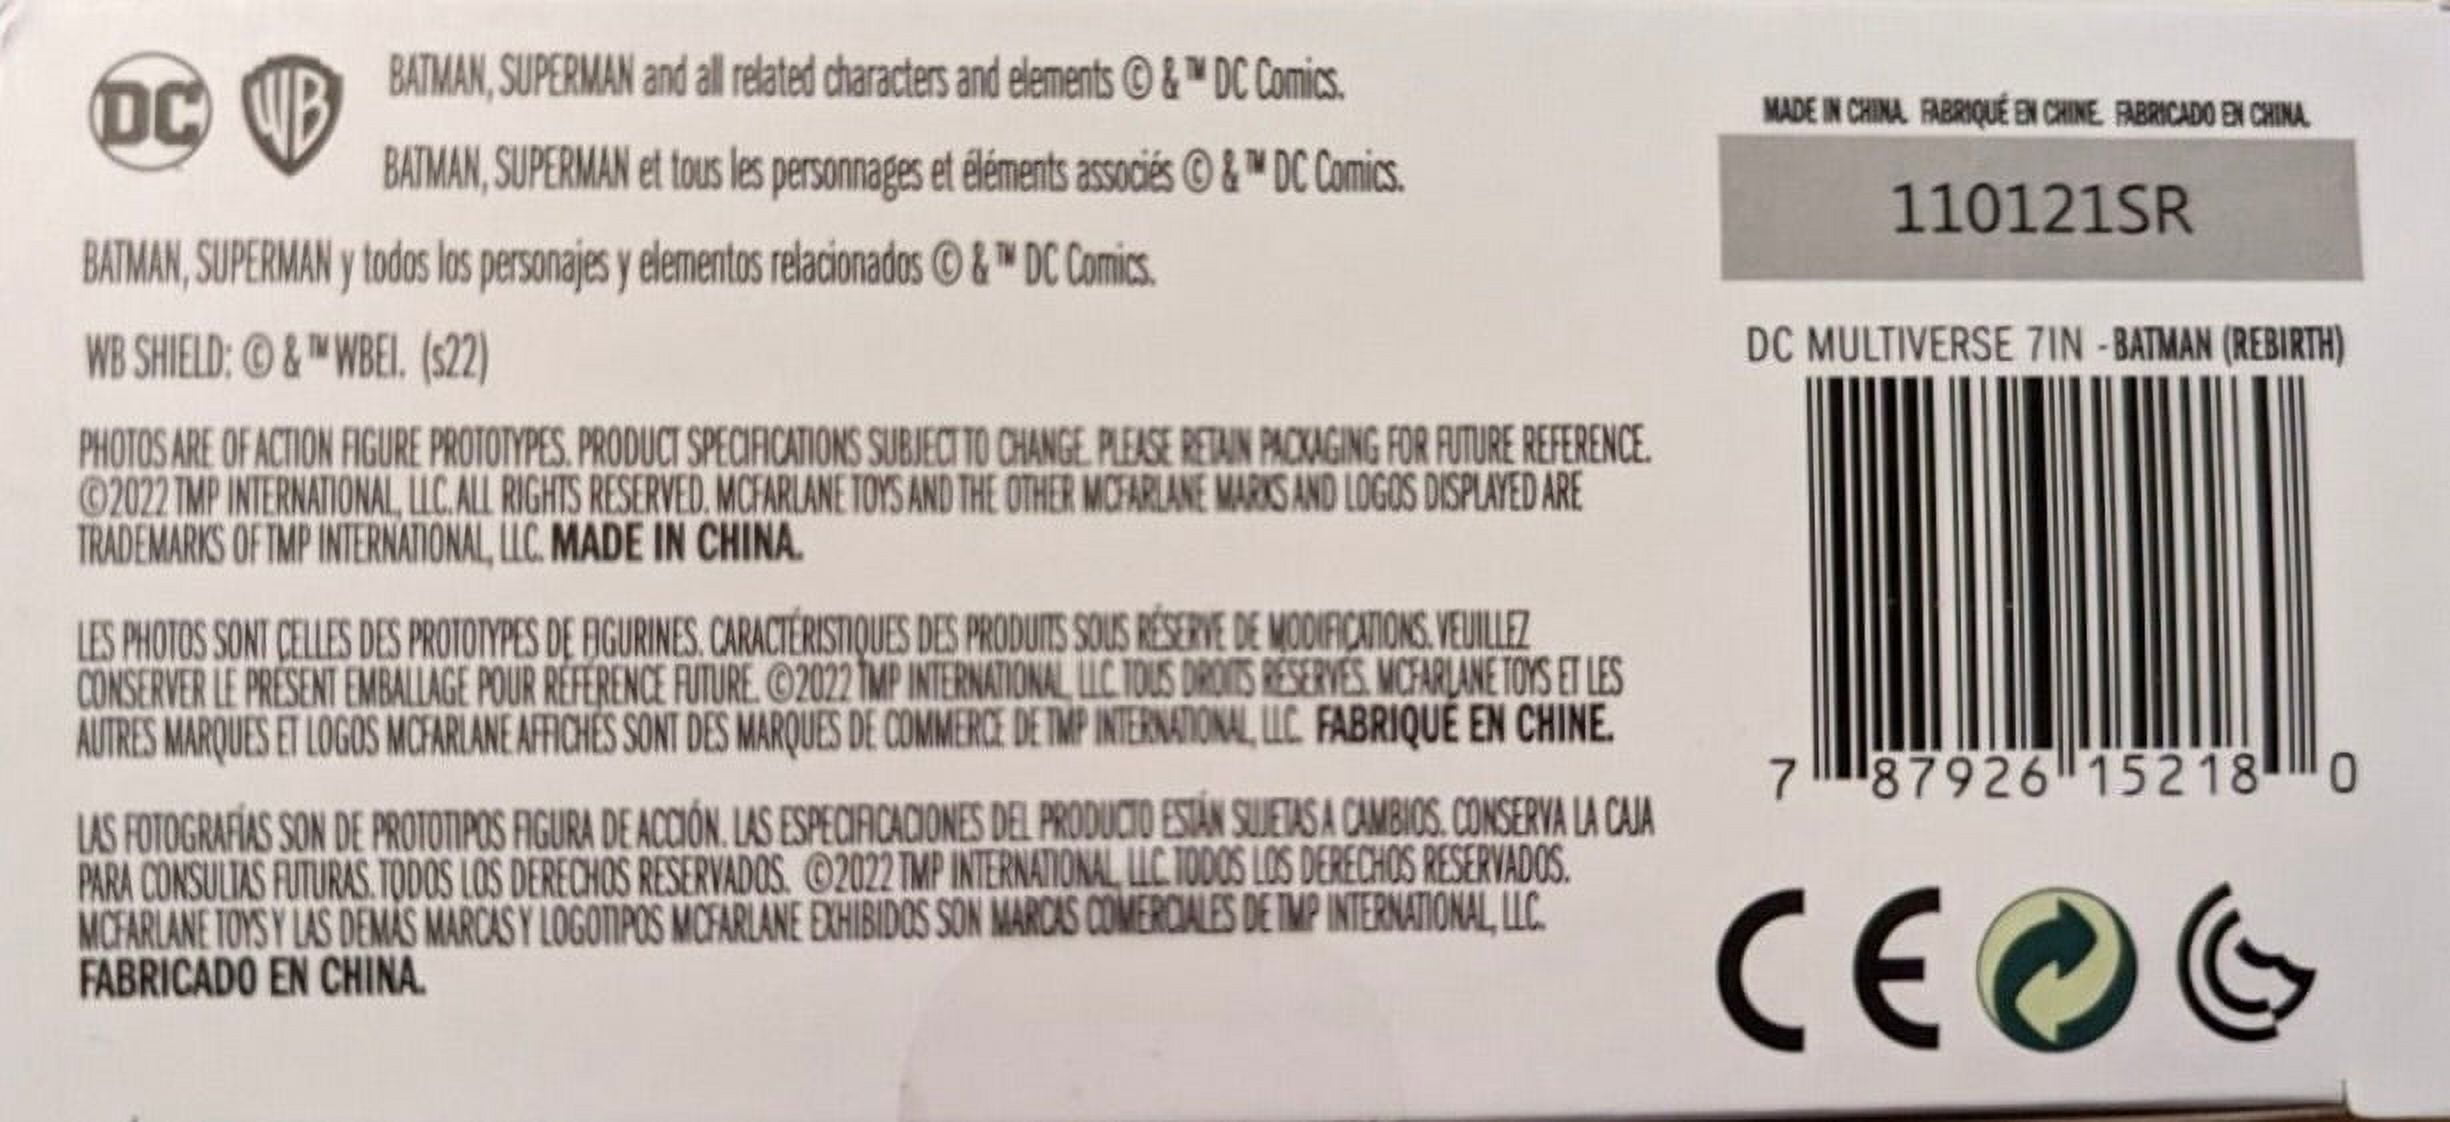 DC WB BATMAN, SUPERMAN and all related characters and elements © & ™ DC Comics.
BATMAN, SUPERMAN et tous les personnages et éléments associés © & ™ DC Comics.
BATMAN, SUPERMAN y todos los personajes y elementos relacionados © & ™ DC Comics.
WB SHIELD: © & ™ WBEI. (s22)
PHOTOS ARE OF ACTION FIGURE PROTOTYPES. PRODUCT SPECIFICATIONS SUBJECT TO CHANGE. PLEASE RETAIN PACKAGING FOR FUTURE REFERENCE.
©2022 TMP INTERNATIONAL, LLC. ALL RIGHTS RESERVED. MCFARLANE TOYS AND THE OTHER MCFARLANE MARKS AND LOGOS DISPLAYED ARE
TRADEMARKS OF TMP INTERNATIONAL, LLC. MADE IN CHINA.
LES PHOTOS SONT CELLES DES PROTOTYPES DE FIGURINES. CARACTÉRISTIQUES DES PRODUITS SOUS RÉSERVE DE MODIFICATIONS. VEUILLEZ
CONSERVER LE PRÉSENT EMBALLAGE POUR RÉFÉRENCE FUTURE. ©2022 TMP INTERNATIONAL, LLC. TOUS DROITS RÉSERVÉS. MCFARLANE TOYS ET LES
AUTRES MARQUES ET LOGOS MCFARLANE AFFICHÉS SONT DES MARQUES DE COMMERCE DE TMP INTERNATIONAL, LLC. FABRIQUÉ EN CHINE.
LAS FOTOGRAFÍAS SON DE PROTOTIPOS FIGURA DE ACCIÓN. LAS ESPECIFICACIONES DEL PRODUCTO ESTÁN SUJETAS A CAMBIOS. CONSERVA LA CAJA
PARA CONSULTAS FUTURAS. TODOS LOS DERECHOS RESERVADOS. ©2022 TMP INTERNATIONAL, LLC. TODOS LOS DERECHOS RESERVADOS.
MCFARLANE TOYS Y LAS DEMÁS MARCAS Y LOGOTIPOS MCFARLANE EXHIBIDOS SON MARCAS COMERCIALES DE TMP INTERNATIONAL, LLC.
FABRICADO EN CHINA.
MADE IN CHINA. FABRIQUÉ EN CHINE. FABRICADO EN CHINA.
110121SR
DC MULTIVERSE 7IN - BATMAN (REBIRTH)
7 87926 15218 0
CE